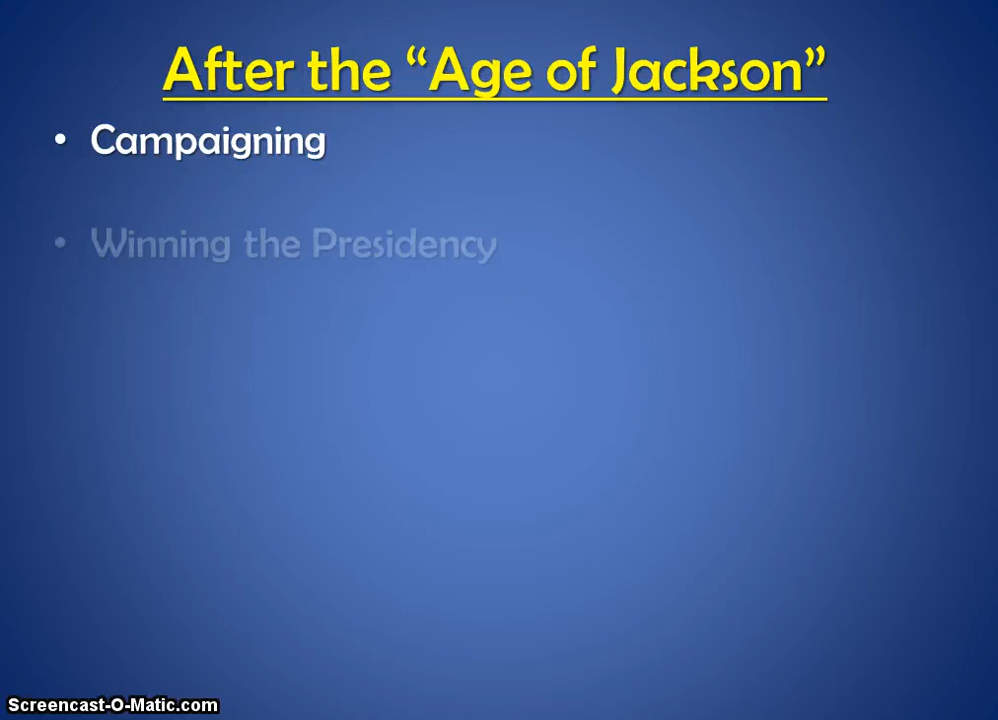 After the “Age of Jackson”
• Campaigning
• Winning the Presidency
Screencast-O-Matic.com